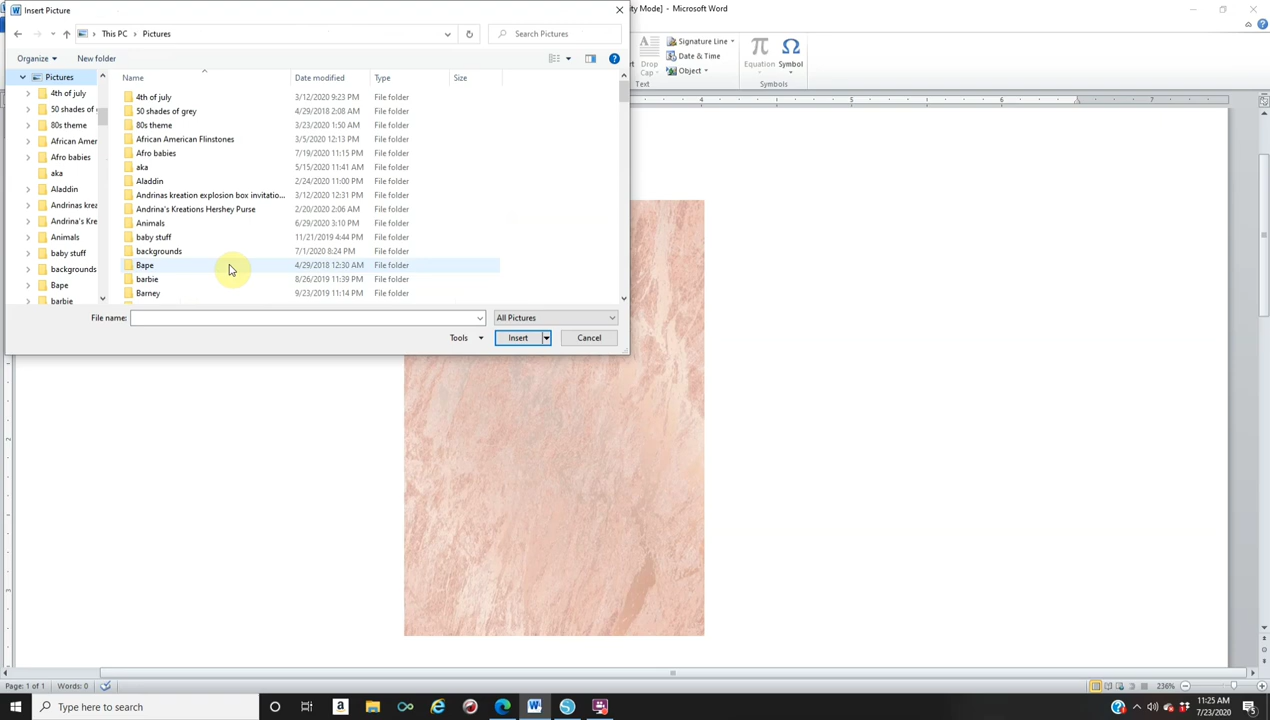 Insert Picture
ity Mode] - Microsoft Word
This PC
Pictures
Search Pictures
Organize
New folder
Signature Line
Date & Time
Object
Drop
Cap
Text
Equation
Symbol
Symbols
Pictures
4th of july
50 shades of g
80s theme
African Amer
Afro babies
aka
Aladdin
Andrinas krea
Andrina's Kre
Animals
baby stuff
backgrounds
Bape
barbie
Name Date modified Type Size
4th of july 3/12/2020 9:23 PM File folder
50 shades of grey 4/29/2018 2:08 AM File folder
80s theme 3/23/2020 1:50 AM File folder
African American Flinstones 3/5/2020 12:13 PM File folder
Afro babies 7/19/2020 11:15 PM File folder
aka 5/15/2020 11:41 AM File folder
Aladdin 2/24/2020 11:00 PM File folder
Andrinas kreation explosion box invitatio... 3/12/2020 12:31 PM File folder
Andrina's Kreations Hershey Purse 2/20/2020 2:06 AM File folder
Animals 6/29/2020 3:10 PM File folder
baby stuff 11/21/2019 4:44 PM File folder
backgrounds 7/1/2020 8:24 PM File folder
Bape 4/29/2018 12:30 AM File folder
barbie 8/26/2019 11:39 PM File folder
Barney 9/23/2019 11:14 PM File folder
File name:
All Pictures
Tools
Insert
Cancel
4 5 6 7
2
3
Page: 1 of 1 Words: 0
236%
Type here to search
11:25 AM
7/23/2020